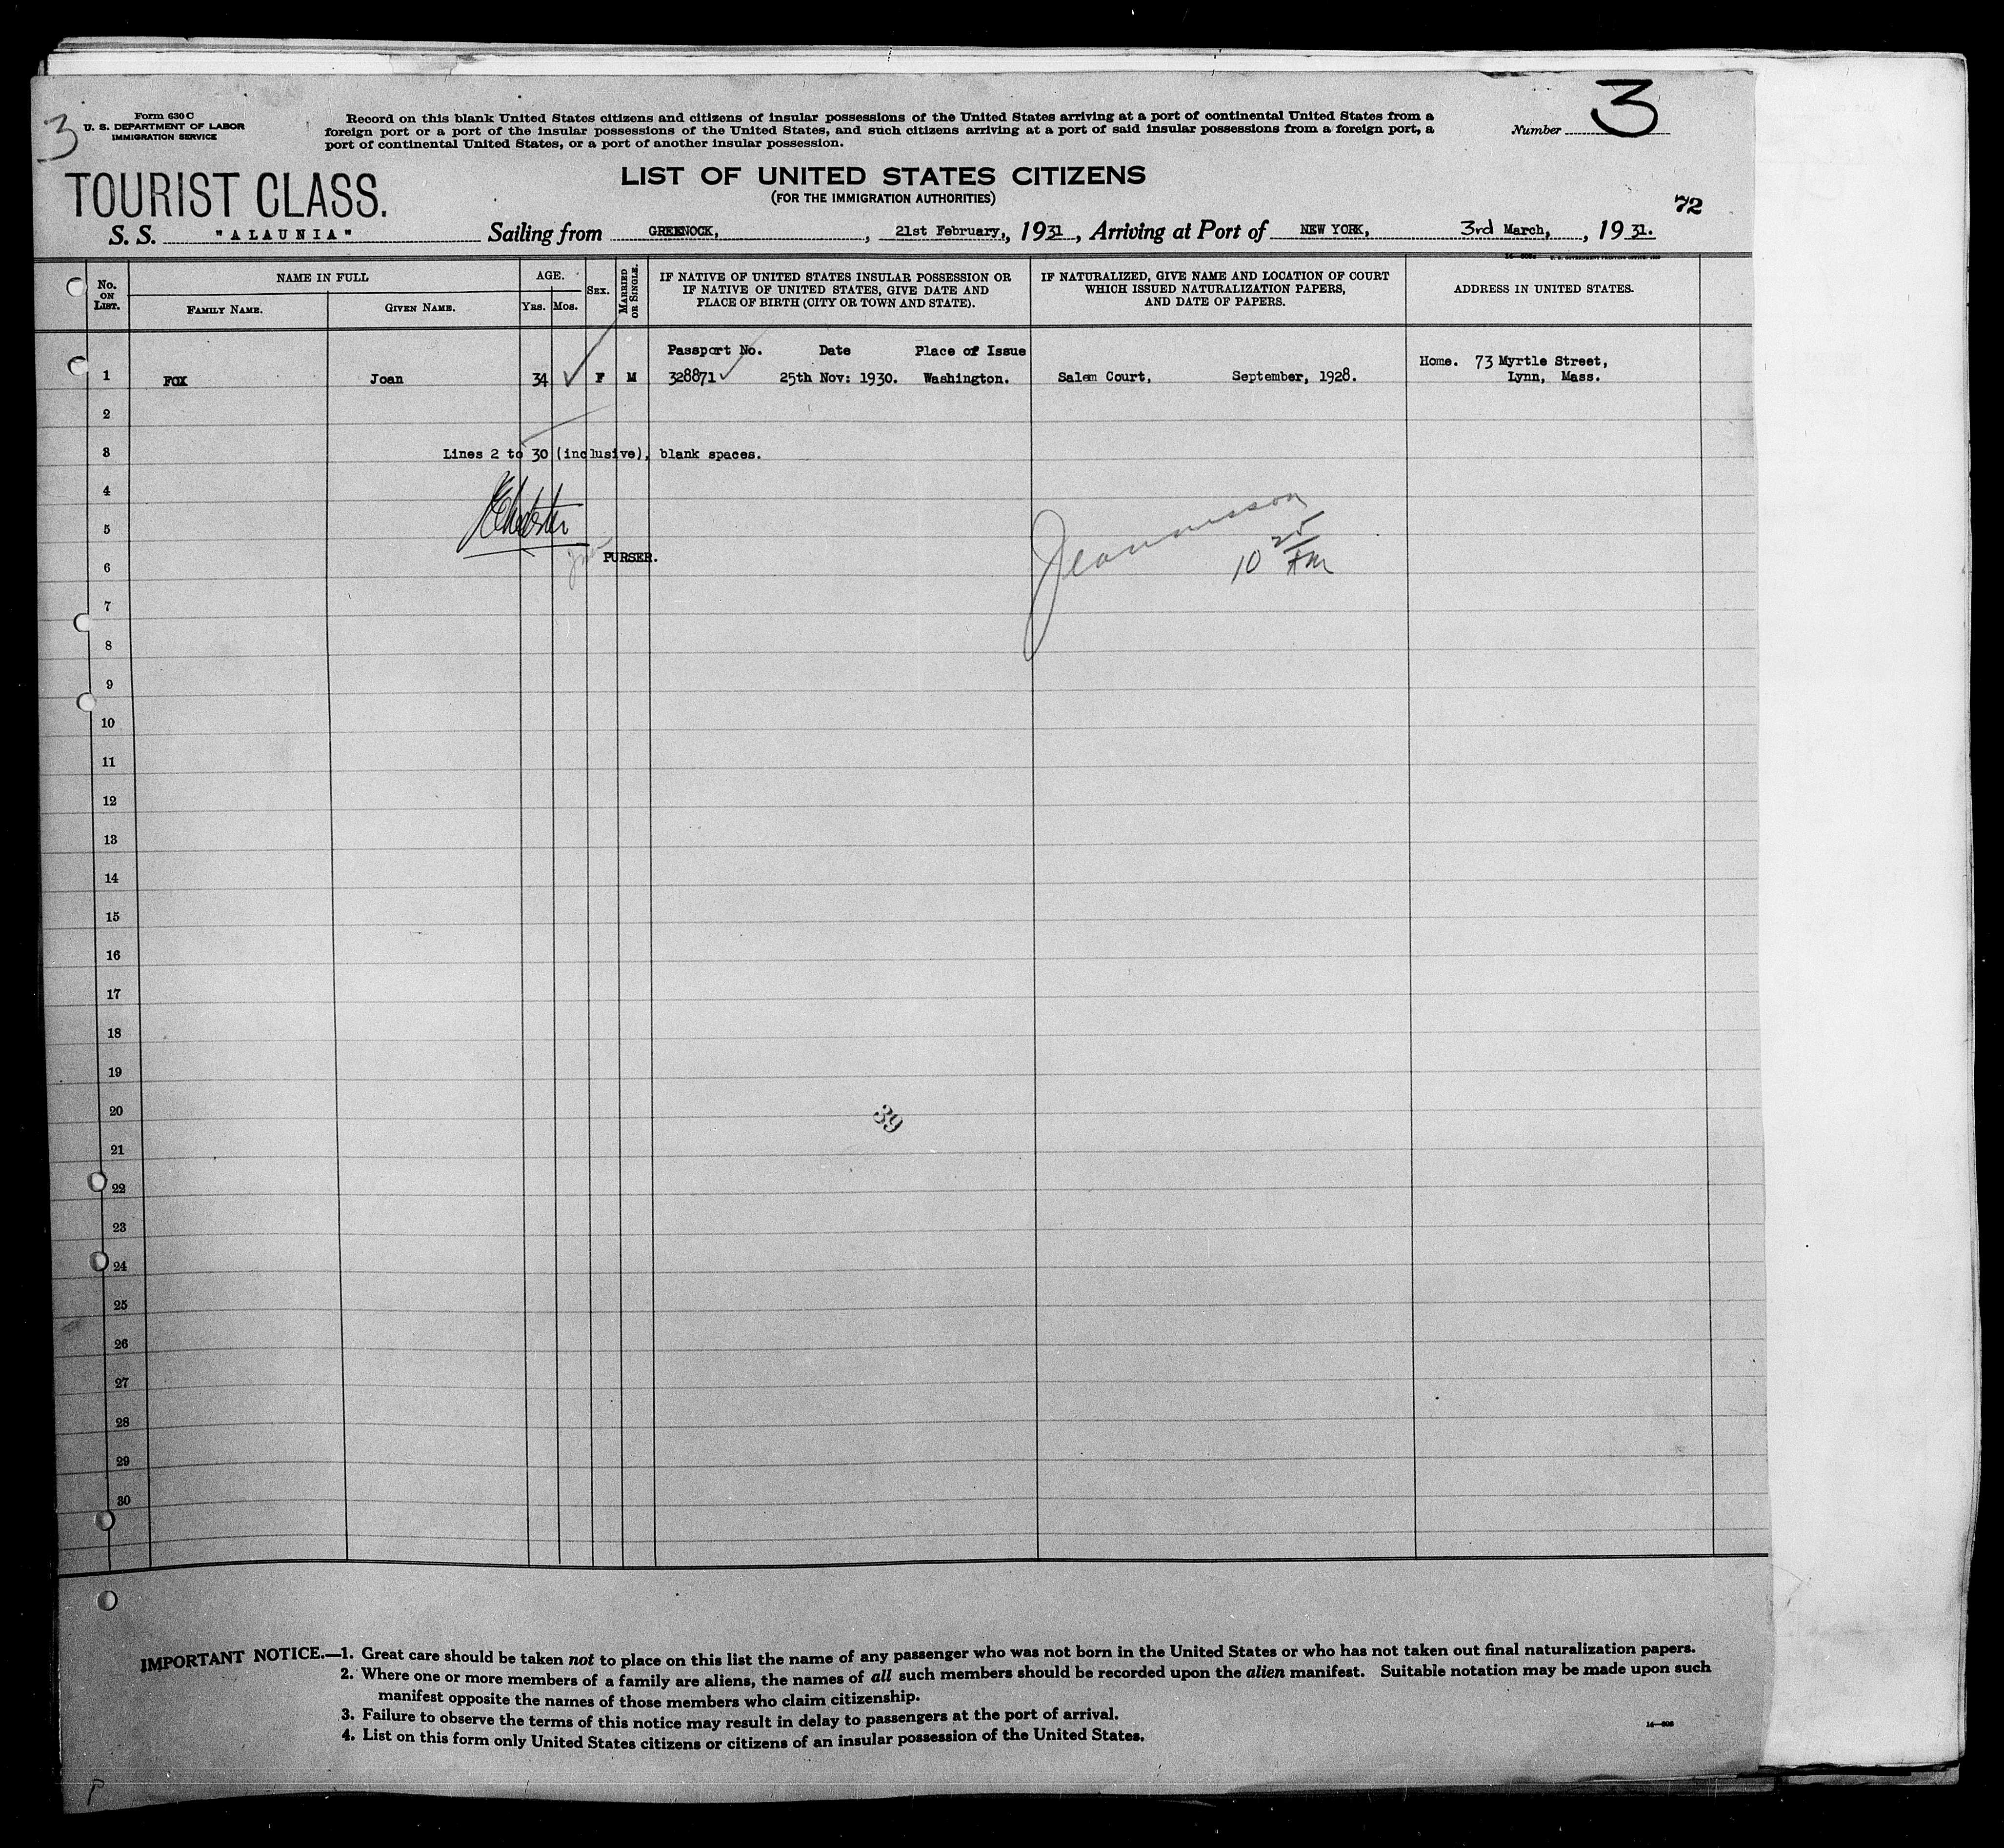 3
Form 630 C
U. S. DEPARTMENT OF LABOR
IMMIGRATION SERVICE
Record on this blank United States citizens and citizens of insular possessions of the United States arriving at a port of continental United States from a
foreign port or a port of the insular possessions of the United States, and such citizens arriving at a port of said insular possessions from a foreign port, a
port of continental United States, or a port of another insular possession.
Number 3
TOURIST CLASS.
LIST OF UNITED STATES CITIZENS
(FOR THE IMMIGRATION AUTHORITIES)
72
S. S. "ALAUNIA" Sailing from GREENOCK, , 21st February, , 1931 , Arriving at Port of NEW YORK, 3rd March, , 19 31.
No. ON LIST.
NAME IN FULL
FAMILY NAME.
GIVEN NAME.
AGE.
YRS.
MOS.
SEX.
MARRIED OR SINGLE.
IF NATIVE OF UNITED STATES INSULAR POSSESSION OR
IF NATIVE OF UNITED STATES, GIVE DATE AND
PLACE OF BIRTH (CITY OR TOWN AND STATE).
IF NATURALIZED, GIVE NAME AND LOCATION OF COURT
WHICH ISSUED NATURALIZATION PAPERS,
AND DATE OF PAPERS.
ADDRESS IN UNITED STATES.
Passport No. Date Place of Issue
Home. 73 Myrtle Street,
1 FOX Joan 34 F M 328871 25th Nov: 1930. Washington. Salem Court, September, 1928. Lynn, Mass.
2
3 Lines 2 to 30 (inclusive), blank spaces.
4
5
PURSER.
6
10 25
7
8
9
10
11
12
13
14
15
16
17
18
19
20
39
21
22
23
24
25
26
27
28
29
30
IMPORTANT NOTICE.—1. Great care should be taken not to place on this list the name of any passenger who was not born in the United States or who has not taken out final naturalization papers.
2. Where one or more members of a family are aliens, the names of all such members should be recorded upon the alien manifest. Suitable notation may be made upon such
manifest opposite the names of those members who claim citizenship.
3. Failure to observe the terms of this notice may result in delay to passengers at the port of arrival.
4. List on this form only United States citizens or citizens of an insular possession of the United States.
P